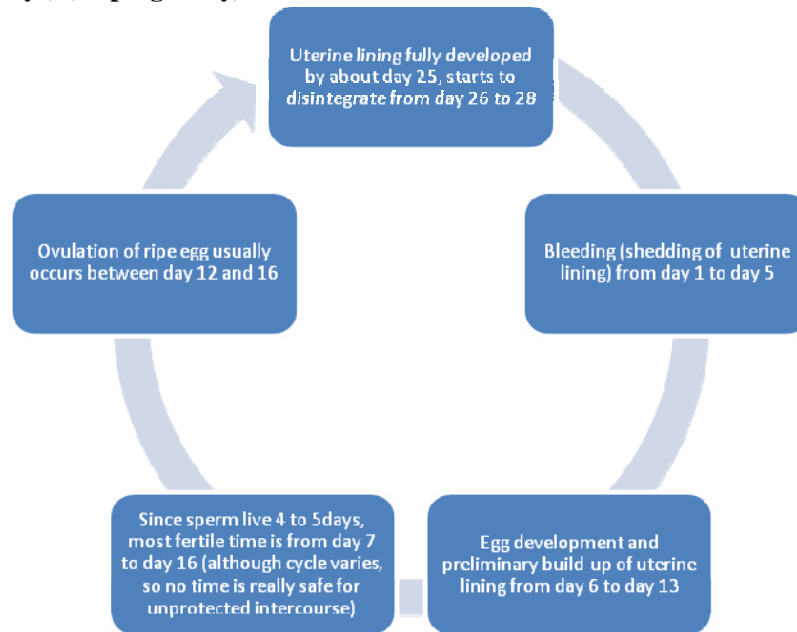 Uterine lining fully developed
by about day 25, starts to
disintegrate from day 26 to 28
Bleeding (shedding of uterine
lining) from day 1 to day 5
Egg development and
preliminary build up of uterine
lining from day 6 to day 13
Since sperm live 4 to 5days,
most fertile time is from day 7
to day 16 (although cycle varies,
so no time is really safe for
unprotected intercourse)
Ovulation of ripe egg usually
occurs between day 12 and 16